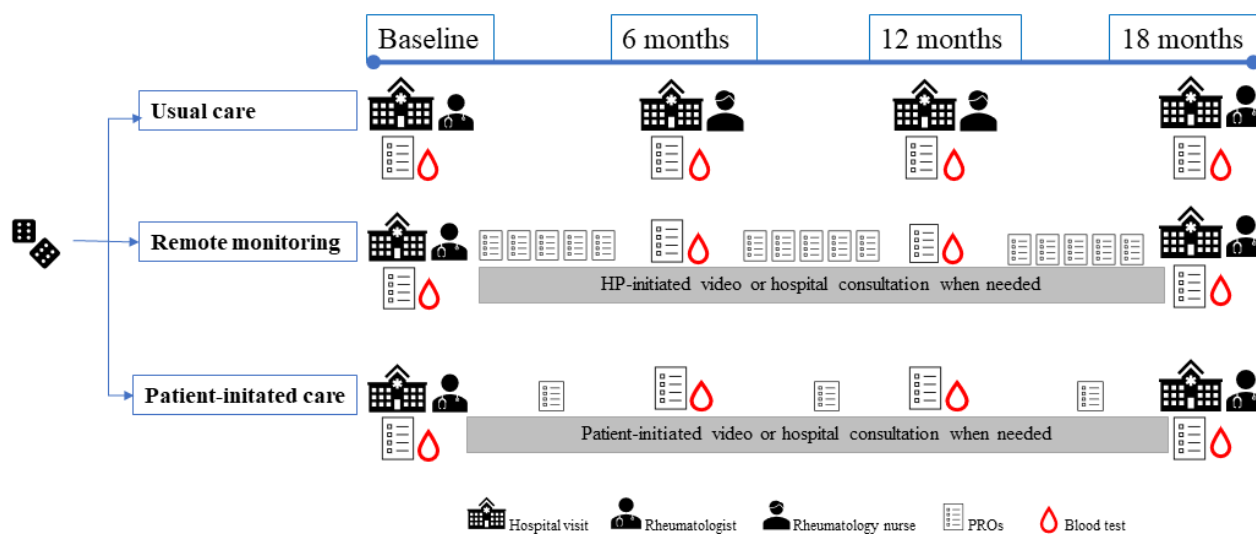 Baseline
6 months
12 months
18 months
Usual care
Remote monitoring
HP-initiated video or hospital consultation when needed
Patient-initated care
Patient-initiated video or hospital consultation when needed
Hospital visit
Rheumatologist
Rheumatology nurse
PROs
Blood test